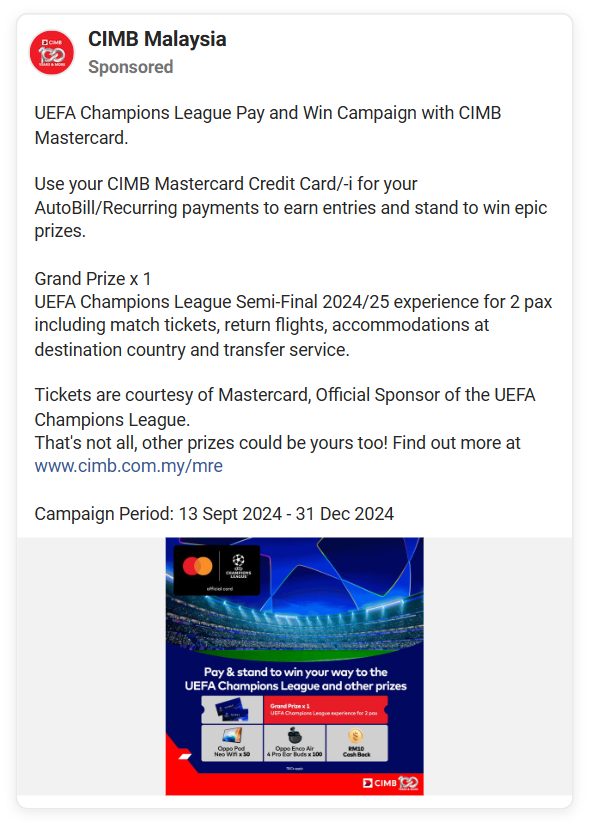 CIMB Malaysia
Sponsored
UEFA Champions League Pay and Win Campaign with CIMB
Mastercard.
Use your CIMB Mastercard Credit Card/-i for your
AutoBill/Recurring payments to earn entries and stand to win epic
prizes.
Grand Prize x 1
UEFA Champions League Semi-Final 2024/25 experience for 2 pax
including match tickets, return flights, accommodations at
destination country and transfer service.
Tickets are courtesy of Mastercard, Official Sponsor of the UEFA
Champions League.
That's not all, other prizes could be yours too! Find out more at
www.cimb.com.my/mre
Campaign Period: 13 Sept 2024 - 31 Dec 2024
UEFA
CHAMPIONS
LEAGUE
official card
Pay & stand to win your way to the
UEFA Champions League and other prizes
Grand Prize x 1
UEFA Champions League experience for 2 pax
Oppo Pad
Neo Wifi x 50
Oppo Enco Air
4 Pro Ear Buds x 100
RM10
Cash Back
T&Cs apply
CIMB 100